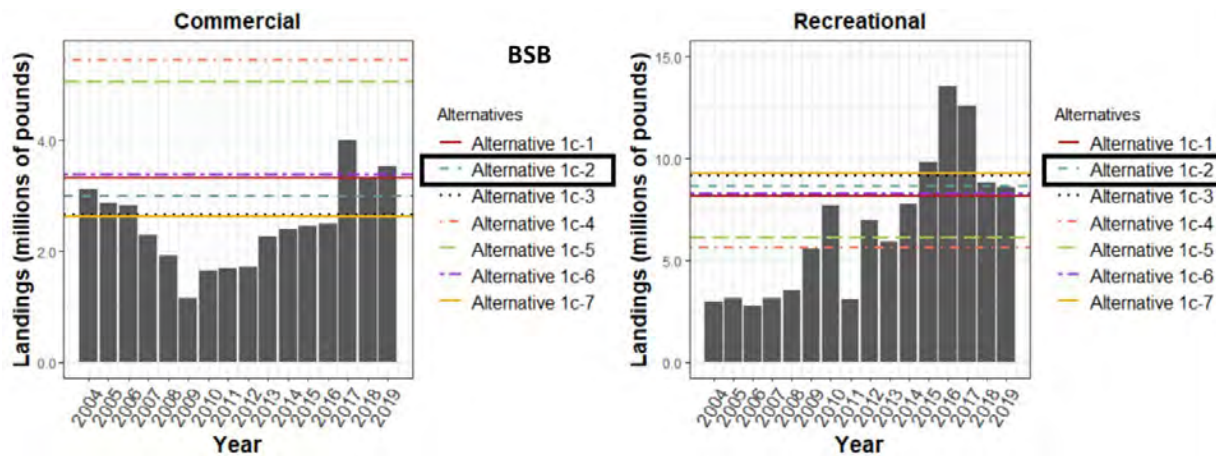 Commercial
BSB
Landings (millions of pounds)
4.0
2.0
0.0
2004
2005
2006
2007
2008
2009
2010
2011
2012
2013
2014
2015
2016
2017
2018
2019
Year
Alternatives
Alternative 1c-1
Alternative 1c-2
Alternative 1c-3
Alternative 1c-4
Alternative 1c-5
Alternative 1c-6
Alternative 1c-7
Recreational
Landings (millions of pounds)
15.0
10.0
5.0
0.0
2004
2005
2006
2007
2008
2009
2010
2011
2012
2013
2014
2015
2016
2017
2018
2019
Year
Alternatives
Alternative 1c-1
Alternative 1c-2
Alternative 1c-3
Alternative 1c-4
Alternative 1c-5
Alternative 1c-6
Alternative 1c-7